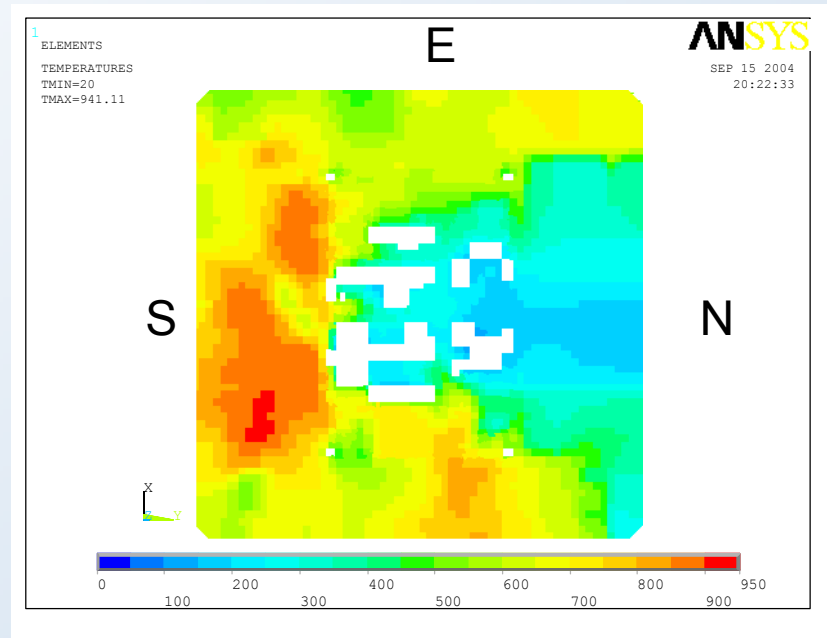 1
ELEMENTS
TEMPERATURES
TMIN=20
TMAX=941.11
E
ANSYS
SEP 15 2004
20:22:33
S
N
X
Z Y
0 200 400 600 800 950
100 300 500 700 900